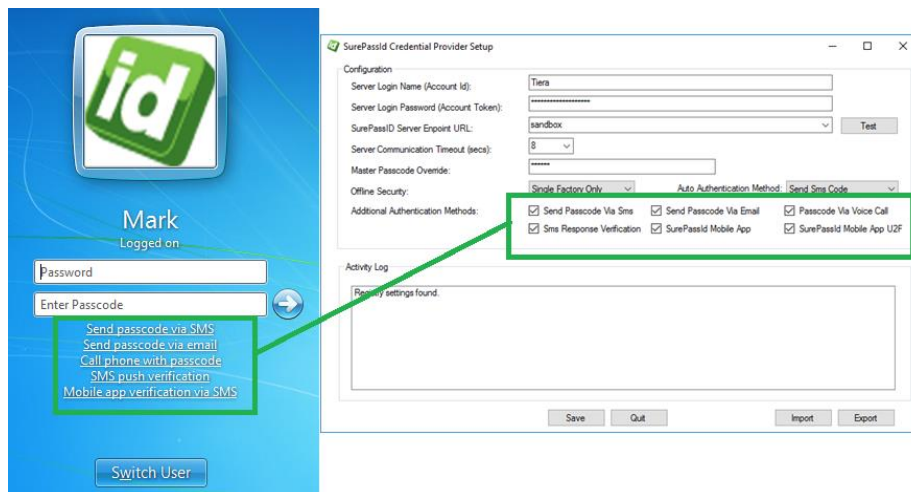 id
Mark
Logged on
Password
Enter Passcode
Send passcode via SMS
Send passcode via email
Call phone with passcode
SMS push verification
Mobile app verification via SMS
Switch User
SurePassId Credential Provider Setup
Configuration
Server Login Name (Account Id): Tiera
Server Login Password (Account Token): ********************
SurePassID Server Enpoint URL: sandbox Test
Server Communication Timeout (secs): 8
Master Passcode Override: ******
Offline Security: Single Factory Only Auto Authentication Method: Send Sms Code
Additional Authentication Methods: Send Passcode Via Sms Send Passcode Via Email Passcode Via Voice Call
Sms Response Verification SurePassId Mobile App SurePassId Mobile App U2F
Activity Log
Registry settings found.
Save Quit Import Export